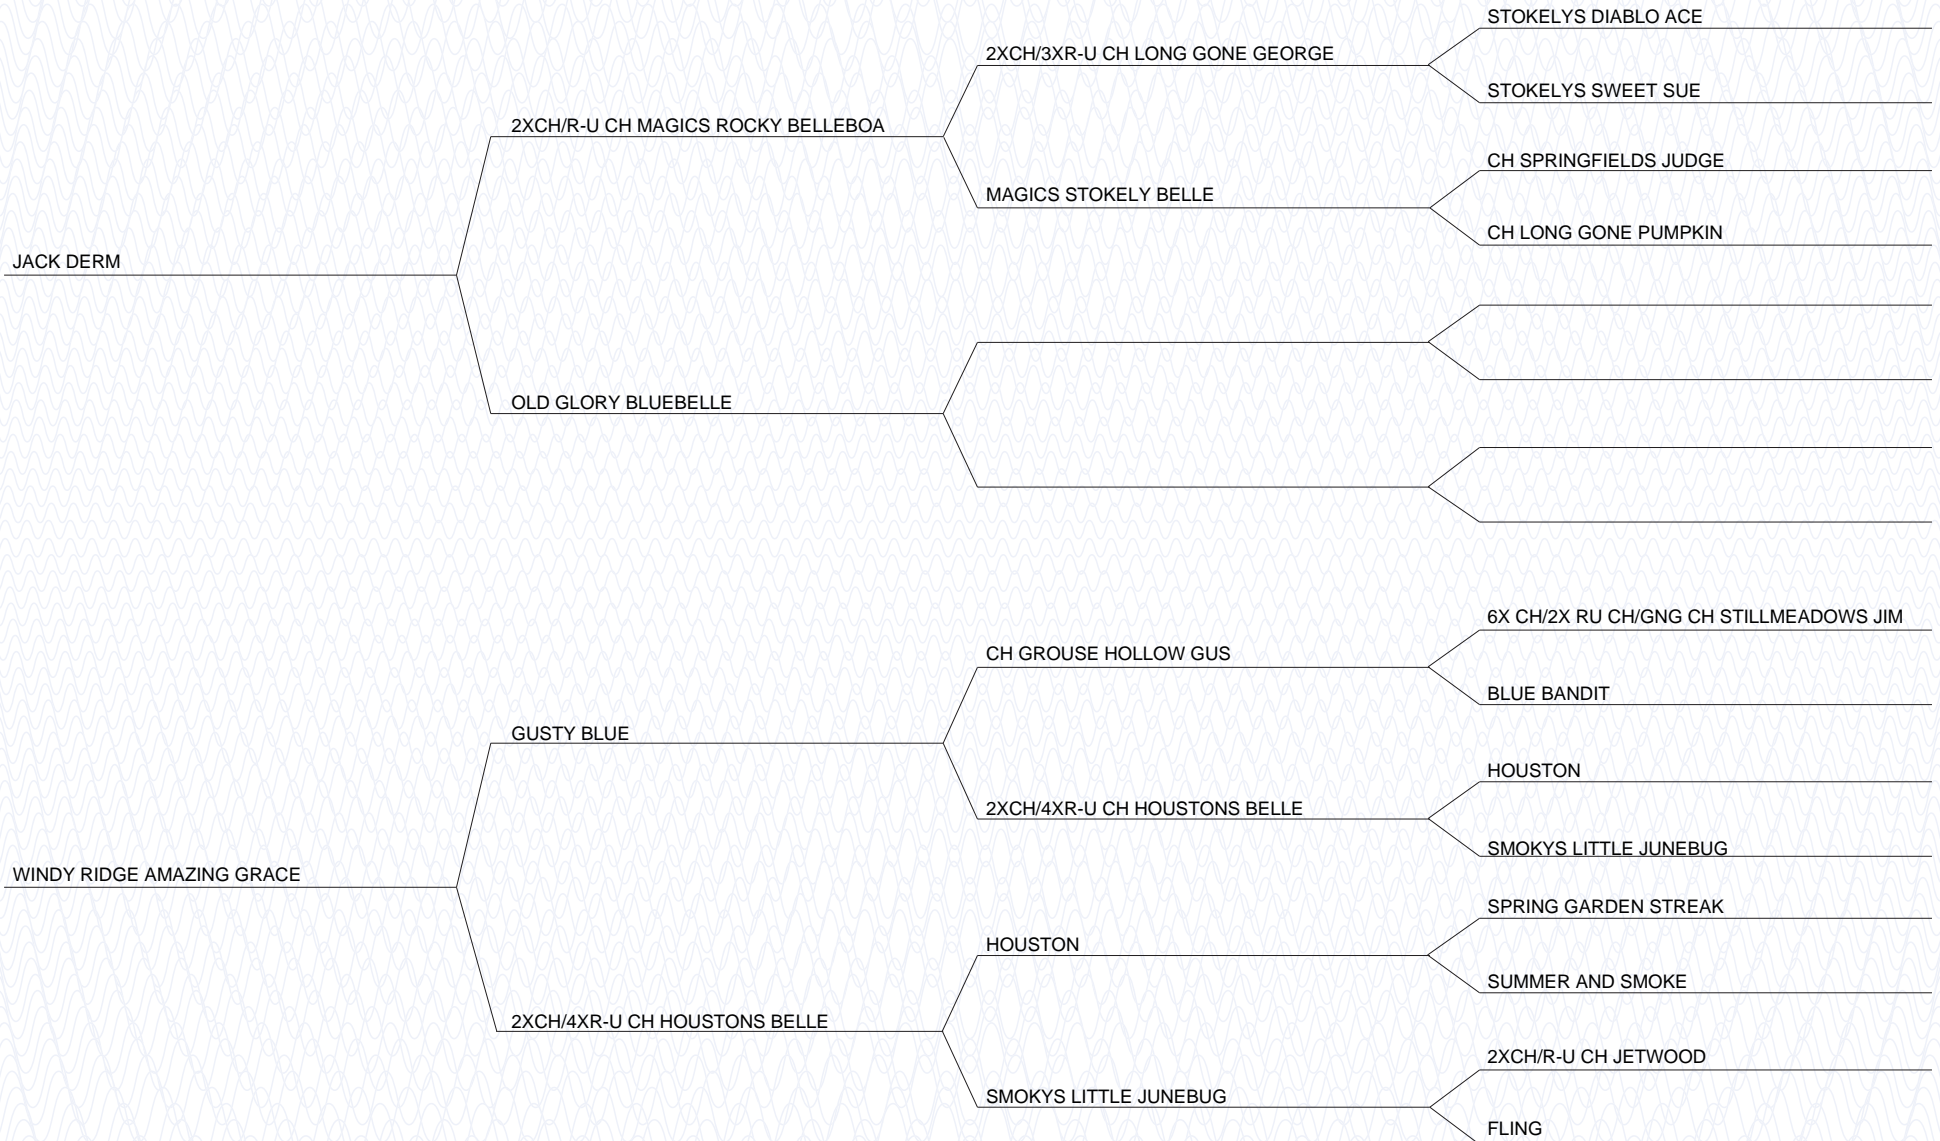 STOKELYS DIABLO ACE
2XCH/3XR-U CH LONG GONE GEORGE
STOKELYS SWEET SUE
2XCH/R-U CH MAGICS ROCKY BELLEBOA
CH SPRINGFIELDS JUDGE
MAGICS STOKELY BELLE
CH LONG GONE PUMPKIN
JACK DERM
OLD GLORY BLUEBELLE
6X CH/2X RU CH/GNG CH STILLMEADOWS JIM
CH GROUSE HOLLOW GUS
BLUE BANDIT
GUSTY BLUE
HOUSTON
2XCH/4XR-U CH HOUSTONS BELLE
SMOKYS LITTLE JUNEBUG
WINDY RIDGE AMAZING GRACE
SPRING GARDEN STREAK
HOUSTON
SUMMER AND SMOKE
2XCH/4XR-U CH HOUSTONS BELLE
2XCH/R-U CH JETWOOD
SMOKYS LITTLE JUNEBUG
FLING